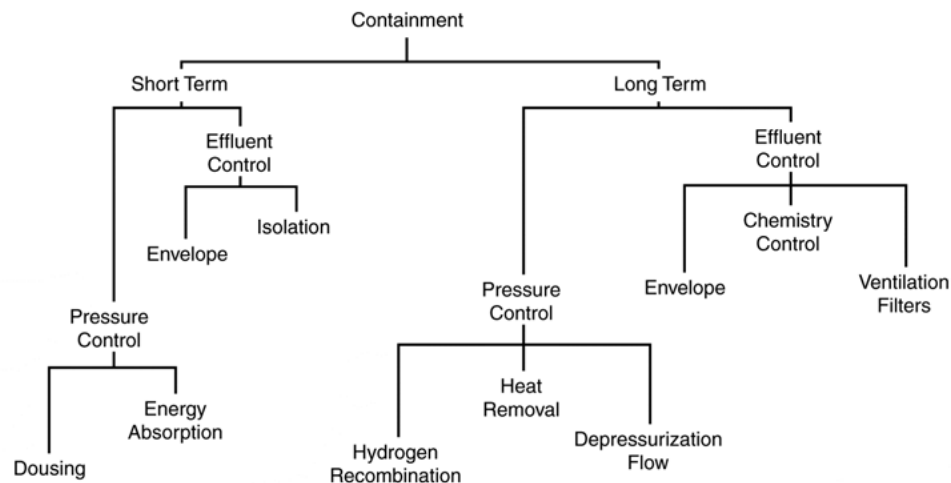 Containment
Short Term
Long Term
Effluent
Control
Envelope
Isolation
Pressure
Control
Dousing
Energy
Absorption
Effluent
Control
Envelope
Chemistry
Control
Ventilation
Filters
Pressure
Control
Hydrogen
Recombination
Heat
Removal
Depressurization
Flow